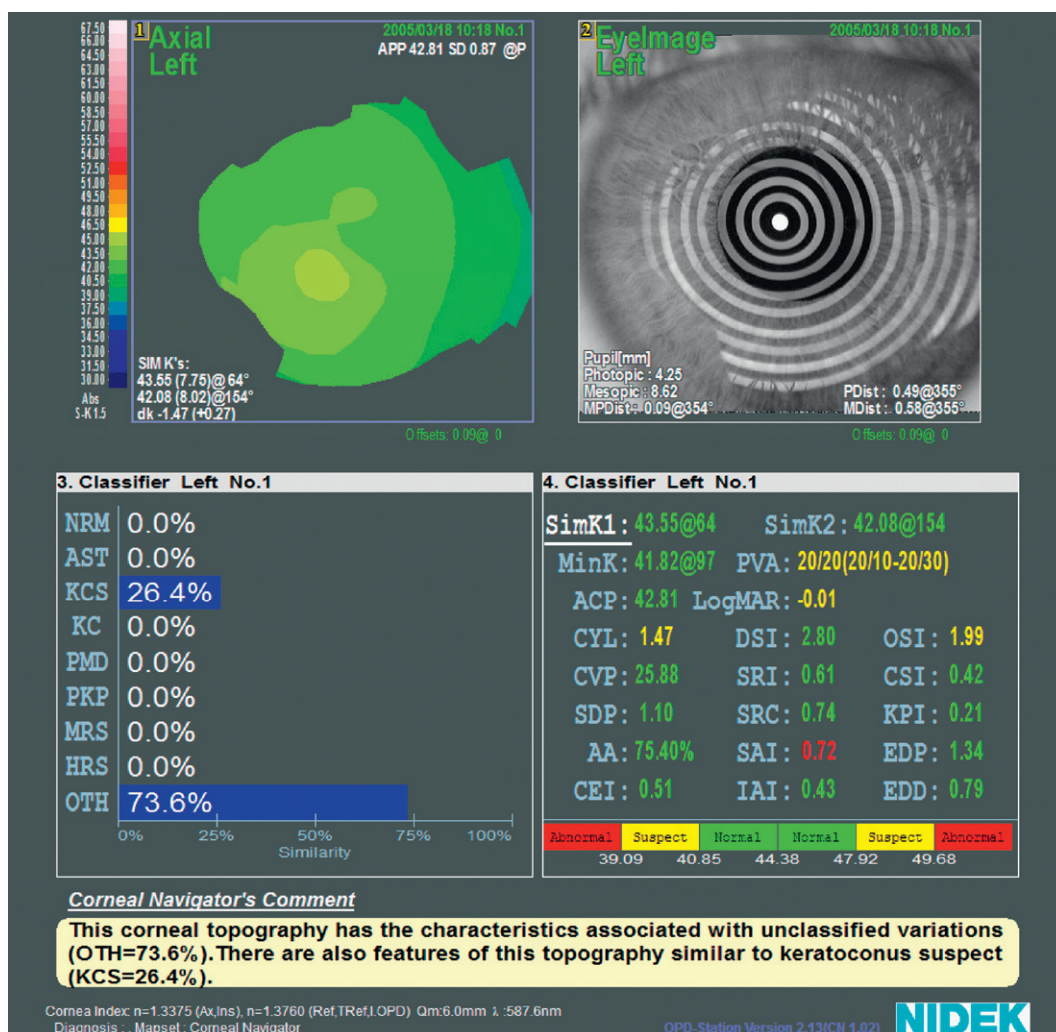 67.50
66.00
64.50
63.00
61.50
60.00
58.50
57.00
55.50
54.00
52.50
51.00
49.50
48.00
46.50
45.00
43.50
42.00
40.50
39.00
37.50
36.00
34.50
33.00
31.50
30.00
Abs
S-K1.5
1 Axial
Left
2005/03/18 10:18 No.1
APP 42.81 SD 0.87 @P
SIM K's:
43.55 (7.75)@ 64°
42.08 (8.02)@154°
dk -1.47 (+0.27)
Offsets: 0.09@ 0
2 EyeImage
Left
2005/03/18 10:18 No.1
Pupil[mm]
Photopic : 4.25
Mesopic : 8.62
MPDist : 0.09@354°
PDist : 0.49@355°
MDist : 0.58@355°
Offsets: 0.09@ 0
3. Classifier Left No.1
NRM 0.0%
AST 0.0%
KCS 26.4%
KC 0.0%
PMD 0.0%
PKP 0.0%
MRS 0.0%
HRS 0.0%
OTH 73.6%
0% 25% 50% 75% 100%
Similarity
4. Classifier Left No.1
SimK1: 43.55@64 SimK2: 42.08@154
MinK: 41.82@97 PVA: 20/20(20/10-20/30)
ACP: 42.81 LogMAR: -0.01
CYL: 1.47 DSI: 2.80 OSI: 1.99
CVP: 25.88 SRI: 0.61 CSI: 0.42
SDP: 1.10 SRC: 0.74 KPI: 0.21
AA: 75.40% SAI: 0.72 EDP: 1.34
CEI: 0.51 IAI: 0.43 EDD: 0.79
Abnormal Suspect Normal Normal Suspect Abnormal
39.09 40.85 44.38 47.92 49.68
Corneal Navigator's Comment
This corneal topography has the characteristics associated with unclassified variations
(OTH=73.6%).There are also features of this topography similar to keratoconus suspect
(KCS=26.4%).
Cornea Index: n=1.3375 (Ax,Ins), n=1.3760 (Ref,TRef,I.OPD) Qm:6.0mm λ :587.6nm
Diagnosis : , Mapset : Corneal Navigator
OPD-Station Version 2.13(CN 1.02)
NIDEK